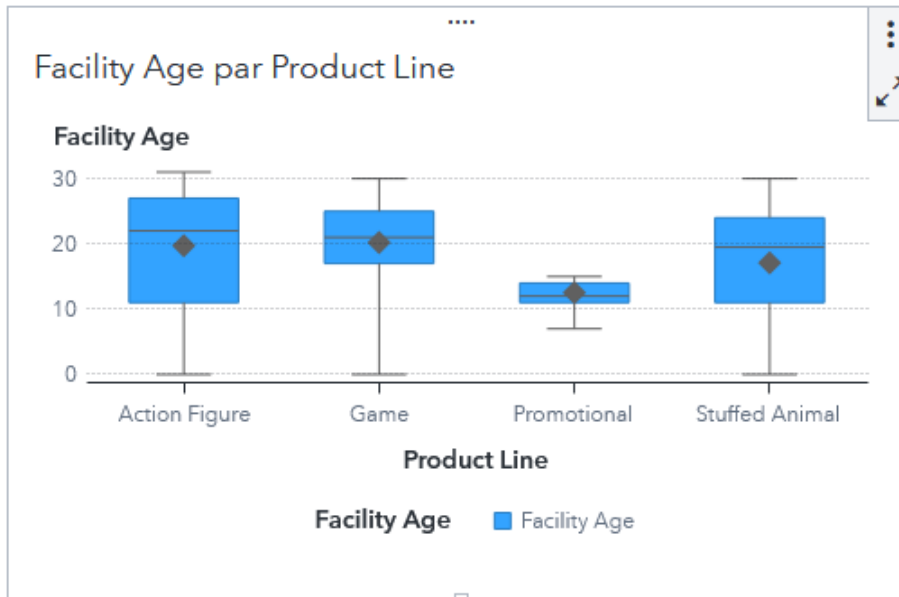 Facility Age par Product Line
Facility Age
30
20
10
0
Action Figure Game Promotional Stuffed Animal
Product Line
Facility Age Facility Age